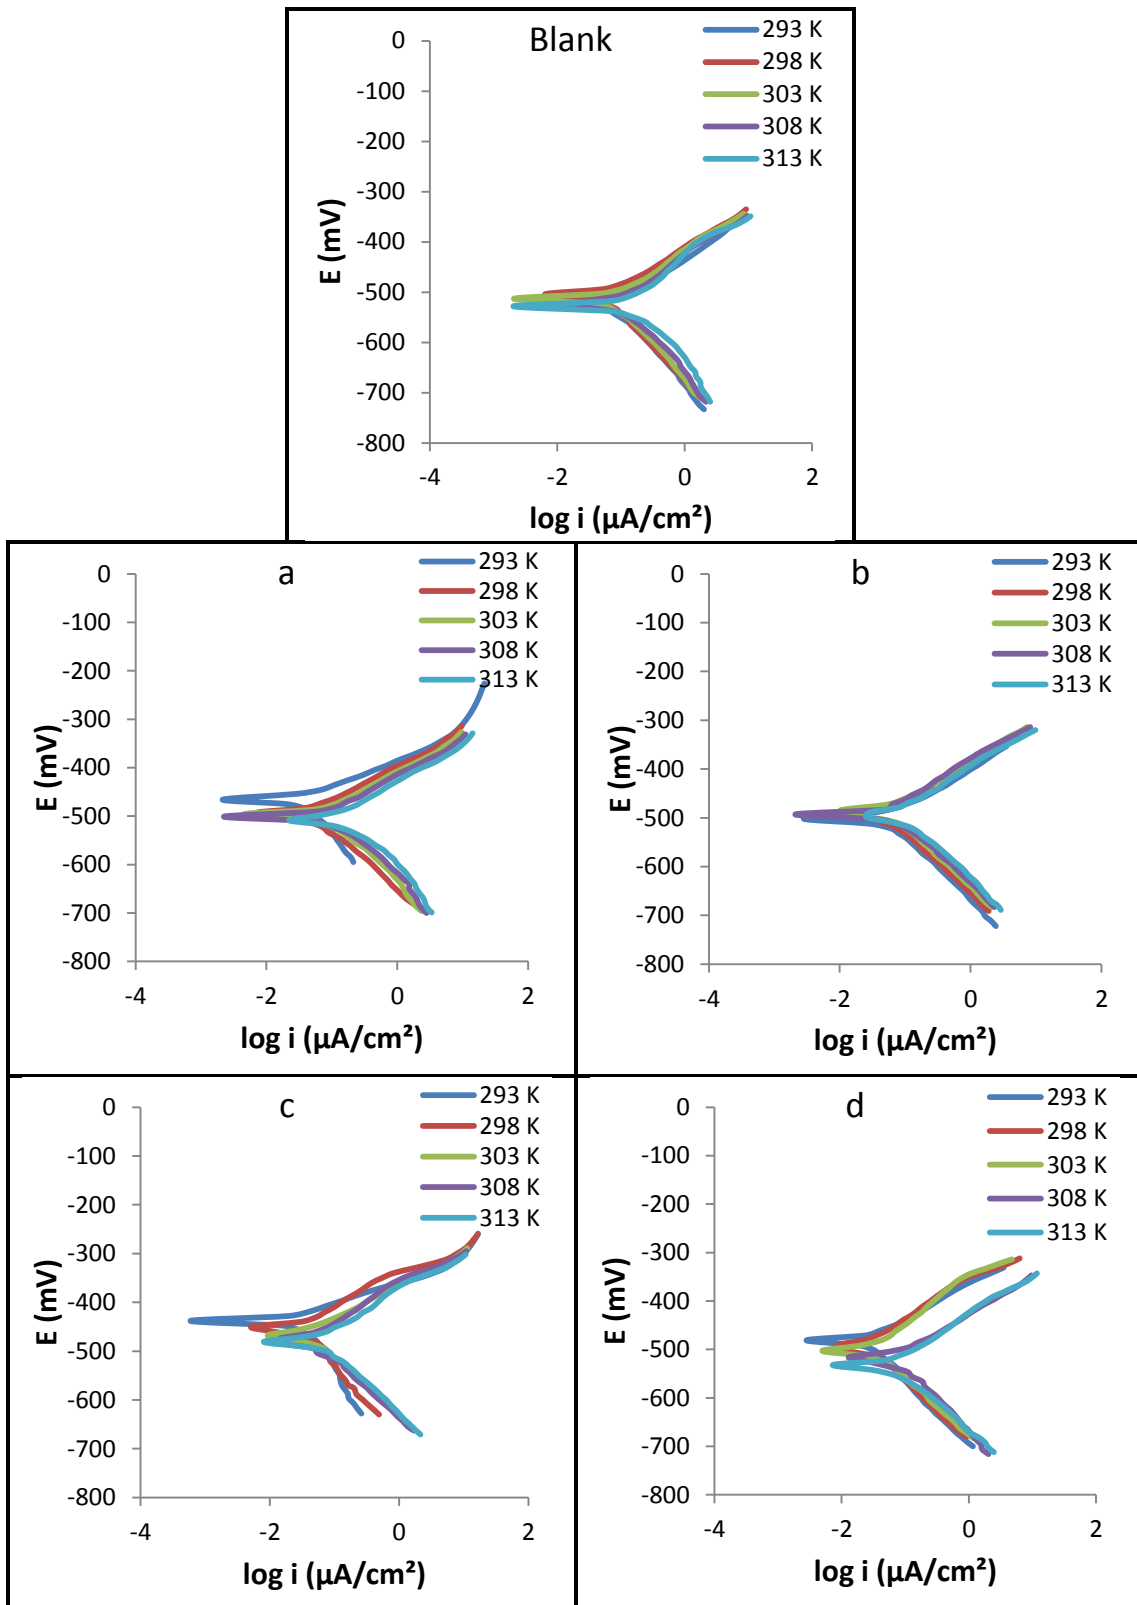 Blank
293 K
298 K
303 K
308 K
313 K
0
-100
-200
-300
-400
-500
-600
-700
-800
E (mV)
-4
-2
0
2
log i (µA/cm²)
a
293 K
298 K
303 K
308 K
313 K
0
-100
-200
-300
-400
-500
-600
-700
-800
E (mV)
-4
-2
0
2
log i (µA/cm²)
b
293 K
298 K
303 K
308 K
313 K
0
-100
-200
-300
-400
-500
-600
-700
-800
E (mV)
-4
-2
0
2
log i (µA/cm²)
c
293 K
298 K
303 K
308 K
313 K
0
-100
-200
-300
-400
-500
-600
-700
-800
E (mV)
-4
-2
0
2
log i (µA/cm²)
d
293 K
298 K
303 K
308 K
313 K
0
-100
-200
-300
-400
-500
-600
-700
-800
E (mV)
-4
-2
0
2
log i (µA/cm²)